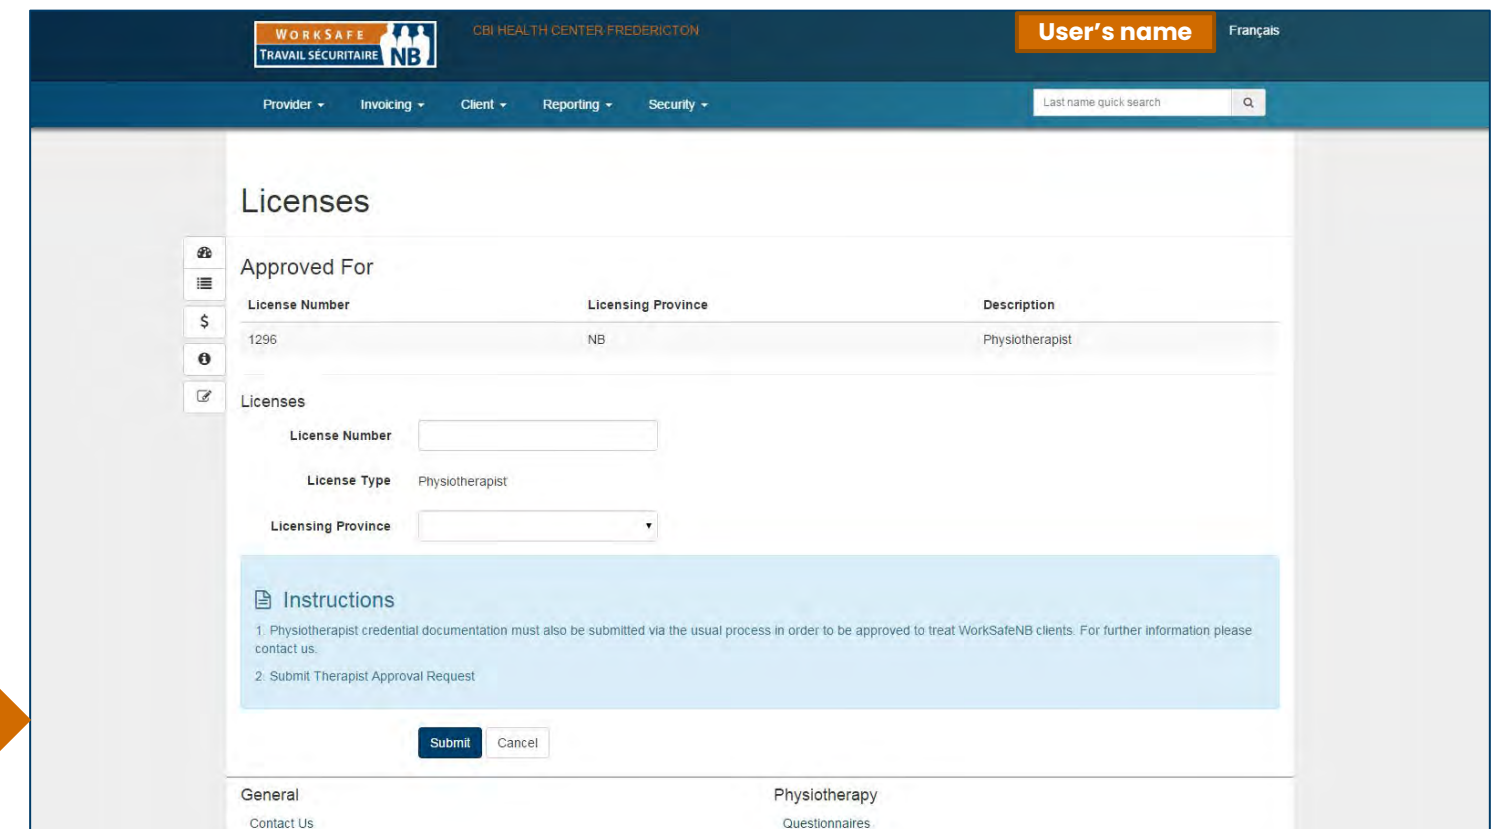 WORKSAFE
TRAVAIL SÉCURITAIRE NB
CBI HEALTH CENTER FREDERICTON
User's name
Français
Provider Invoicing Client Reporting Security
Last name quick search
Licenses
Approved For
License Number Licensing Province Description
1296 NB Physiotherapist
Licenses
License Number
License Type Physiotherapist
Licensing Province
Instructions
1. Physiotherapist credential documentation must also be submitted via the usual process in order to be approved to treat WorkSafeNB clients. For further information please
contact us.
2. Submit Therapist Approval Request
Submit Cancel
General Physiotherapy
Contact Us Questionnaires